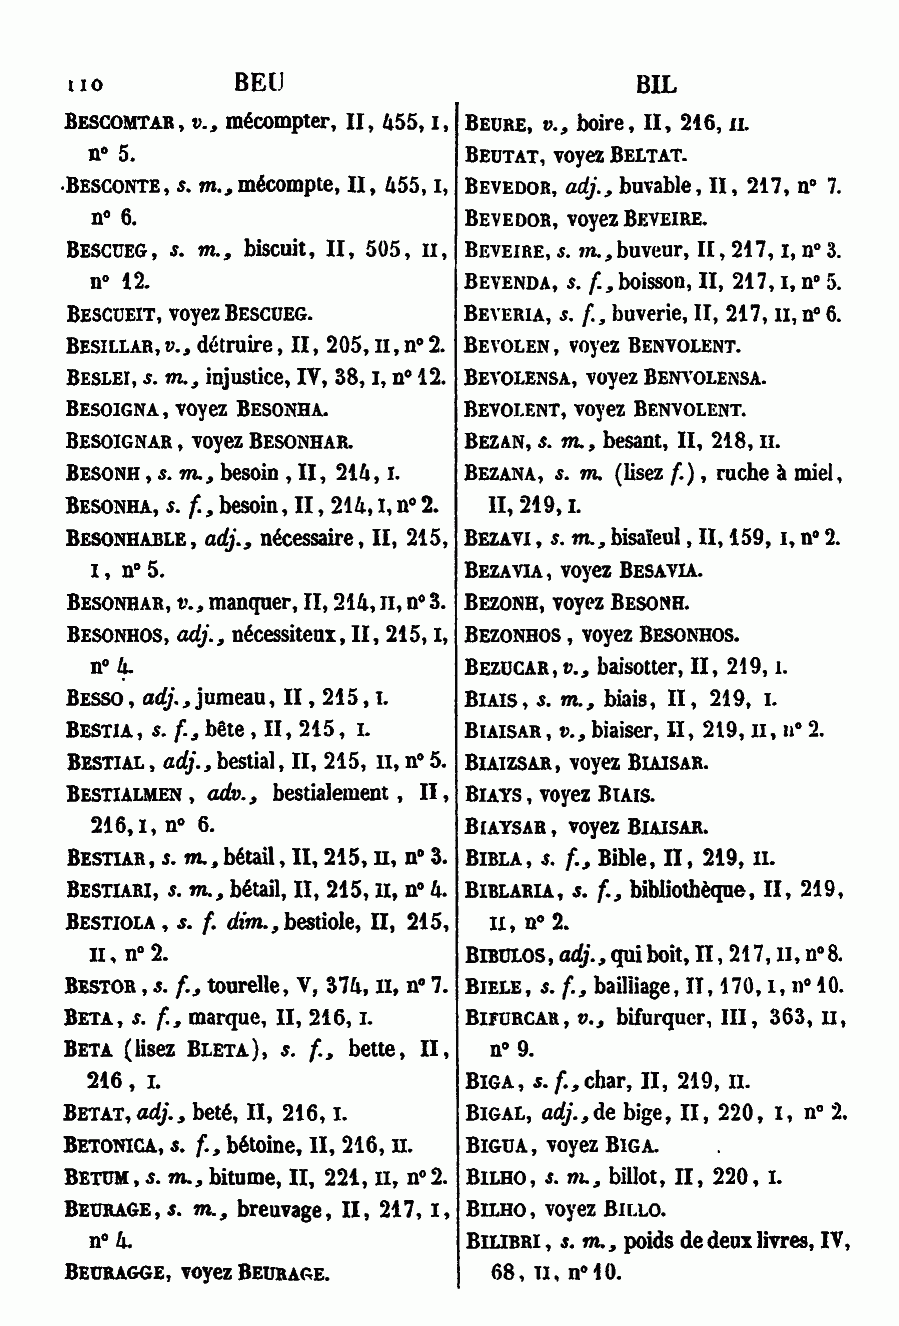 110 BEU BIL
BESCOMTAR, v., mécompter, II, 455, I,
n° 5.
BESCONTE, s. m., mécompte, II, 455, I,
n° 6.
BESCUEG, s. m., biscuit, II, 505, II,
n° 12.
BESCUEIT, voyez BESCUEG.
BESILLAR, v., détruire, II, 205, II, n° 2.
BESLEI, s. m., injustice, IV, 38, I, n° 12.
BESOIGNA, voyez BESONHA.
BESOIGNAR, voyez BESONHAR.
BESONH, s. m., besoin, II, 214, I.
BESONHA, s. f., besoin, II, 214, I, n° 2.
BESONHABLE, adj., nécessaire, II, 215,
I, n° 5.
BESONHAR, v., manquer, II, 214, II, n° 3.
BESONHOS, adj., nécessiteux, II, 215, I,
n° 4.
BESSO, adj., jumeau, II, 215, I.
BESTIA, s. f., bête, II, 215, I.
BESTIAL, adj., bestial, II, 215, II, n° 5.
BESTIALMEN, adv., bestialement, II,
216, I, n° 6.
BESTIAR, s. m., bétail, II, 215, II, n° 3.
BESTIARI, s. m., bétail, II, 215, II, n° 4.
BESTIOLA, s. f. dim., bestiole, II, 215,
II, n° 2.
BESTOR, s. f., tourelle, V, 374, II, n° 7.
BETA, s. f., marque, II, 216, I.
BETA (lisez BLETA), s. f., bette, II,
216, I.
BETAT, adj., beté, II, 216, I.
BETONICA, s. f., bétoine, II, 216, II.
BETUM, s. m., bitume, II, 221, II, n° 2.
BEURAGE, s. m., breuvage, II, 217, I,
n° 4.
BEURAGGE, voyez BEURAGE.
BEURE, v., boire, II, 216, II.
BEUTAT, voyez BELTAT.
BEVEDOR, adj., buvable, II, 217, n° 7.
BEVEDOR, voyez BEVEIRE.
BEVEIRE, s. m., buveur, II, 217, I, n° 3.
BEVENDA, s. f., boisson, II, 217, I, n° 5.
BEVERIA, s. f., buverie, II, 217, II, n° 6.
BEVOLEN, voyez BENVOLENT.
BEVOLENSA, voyez BENVOLENSA.
BEVOLENT, voyez BENVOLENT.
BEZAN, s. m., besant, II, 218, II.
BEZANA, s. m. (lisez f.), ruche à miel,
II, 219, I.
BEZAVI, s. m., bisaïeul, II, 159, I, n° 2.
BEZAVIA, voyez BESAVIA.
BEZONH, voyez BESONH.
BEZONHOS, voyez BESONHOS.
BEZUCAR, v., baisotter, II, 219, I.
BIAIS, s. m., biais, II, 219, I.
BIAISAR, v., biaiser, II, 219, II, n° 2.
BIAIZSAR, voyez BIAISAR.
BIAYS, voyez BIAIS.
BIAYSAR, voyez BIAISAR.
BIBLA, s. f., Bible, II, 219, II.
BIBLARIA, s. f., bibliothèque, II, 219,
II, n° 2.
BIBULOS, adj., qui boit, II, 217, II, n° 8.
BIELE, s. f., bailliage, II, 170, I, n° 10.
BIFURCAR, v., bifurquer, III, 363, II,
n° 9.
BIGA, s. f., char, II, 219, II.
BIGAL, adj., de bige, II, 220, I, n° 2.
BIGUA, voyez BIGA.
BILHO, s. m., billot, II, 220, I.
BILHO, voyez BILLO.
BILIBRI, s. m., poids de deux livres, IV,
68, II, n° 10.